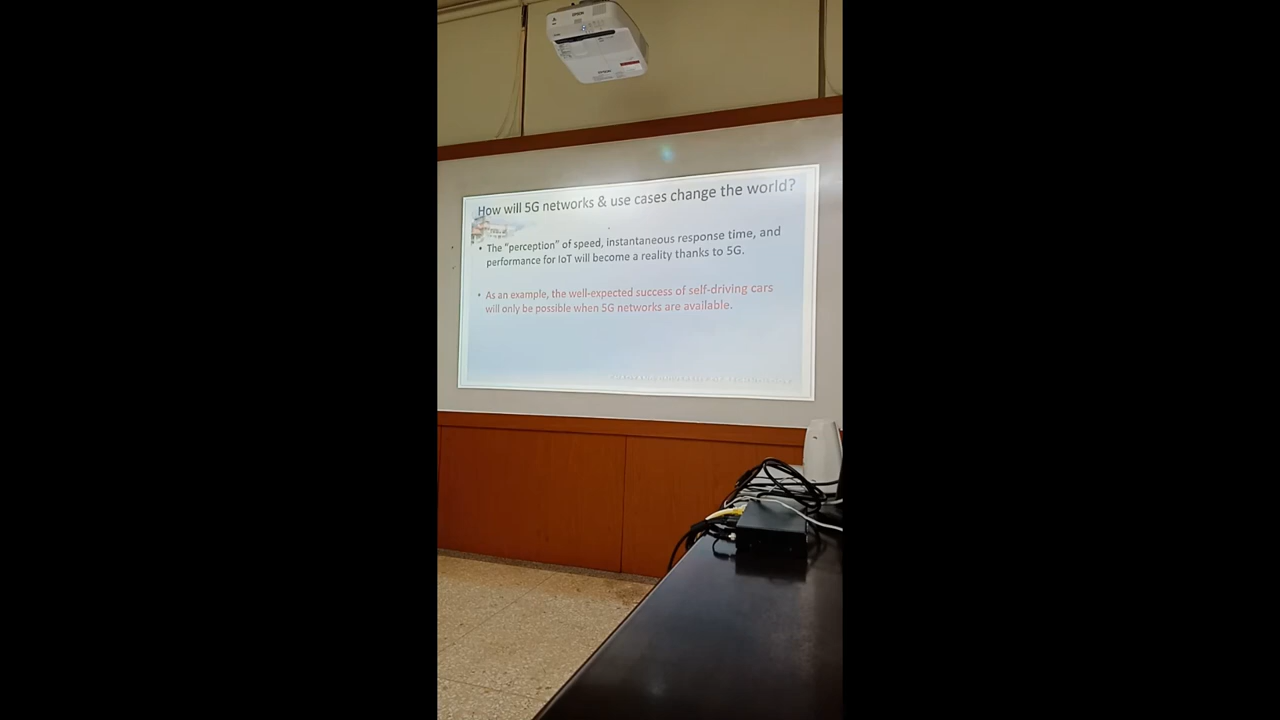 EPSON
EPSON
How will 5G networks & use cases change the world?
• The "perception" of speed, instantaneous response time, and
performance for IoT will become a reality thanks to 5G.
• As an example, the well-expected success of self-driving cars
will only be possible when 5G networks are available.